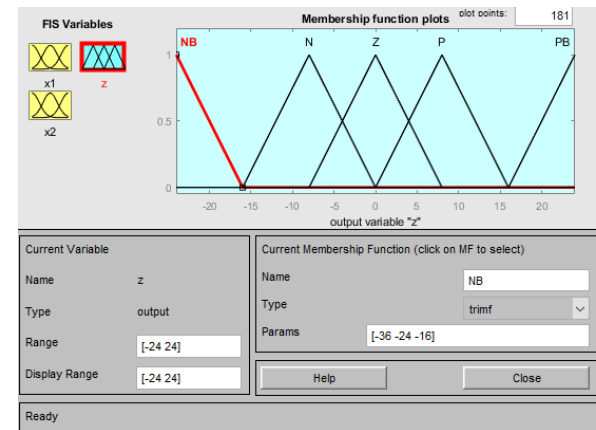 FIS Variables
Membership function plots
plot points:
181
x1
z
x2
NB
N
Z
P
PB
1
0.5
0
-20
-15
-10
-5
0
5
10
15
20
output variable "z"
Current Variable
Name
z
Type
output
Range
[-24 24]
Display Range
[-24 24]
Current Membership Function (click on MF to select)
Name
NB
Type
trimf
Params
[-36 -24 -16]
Help
Close
Ready